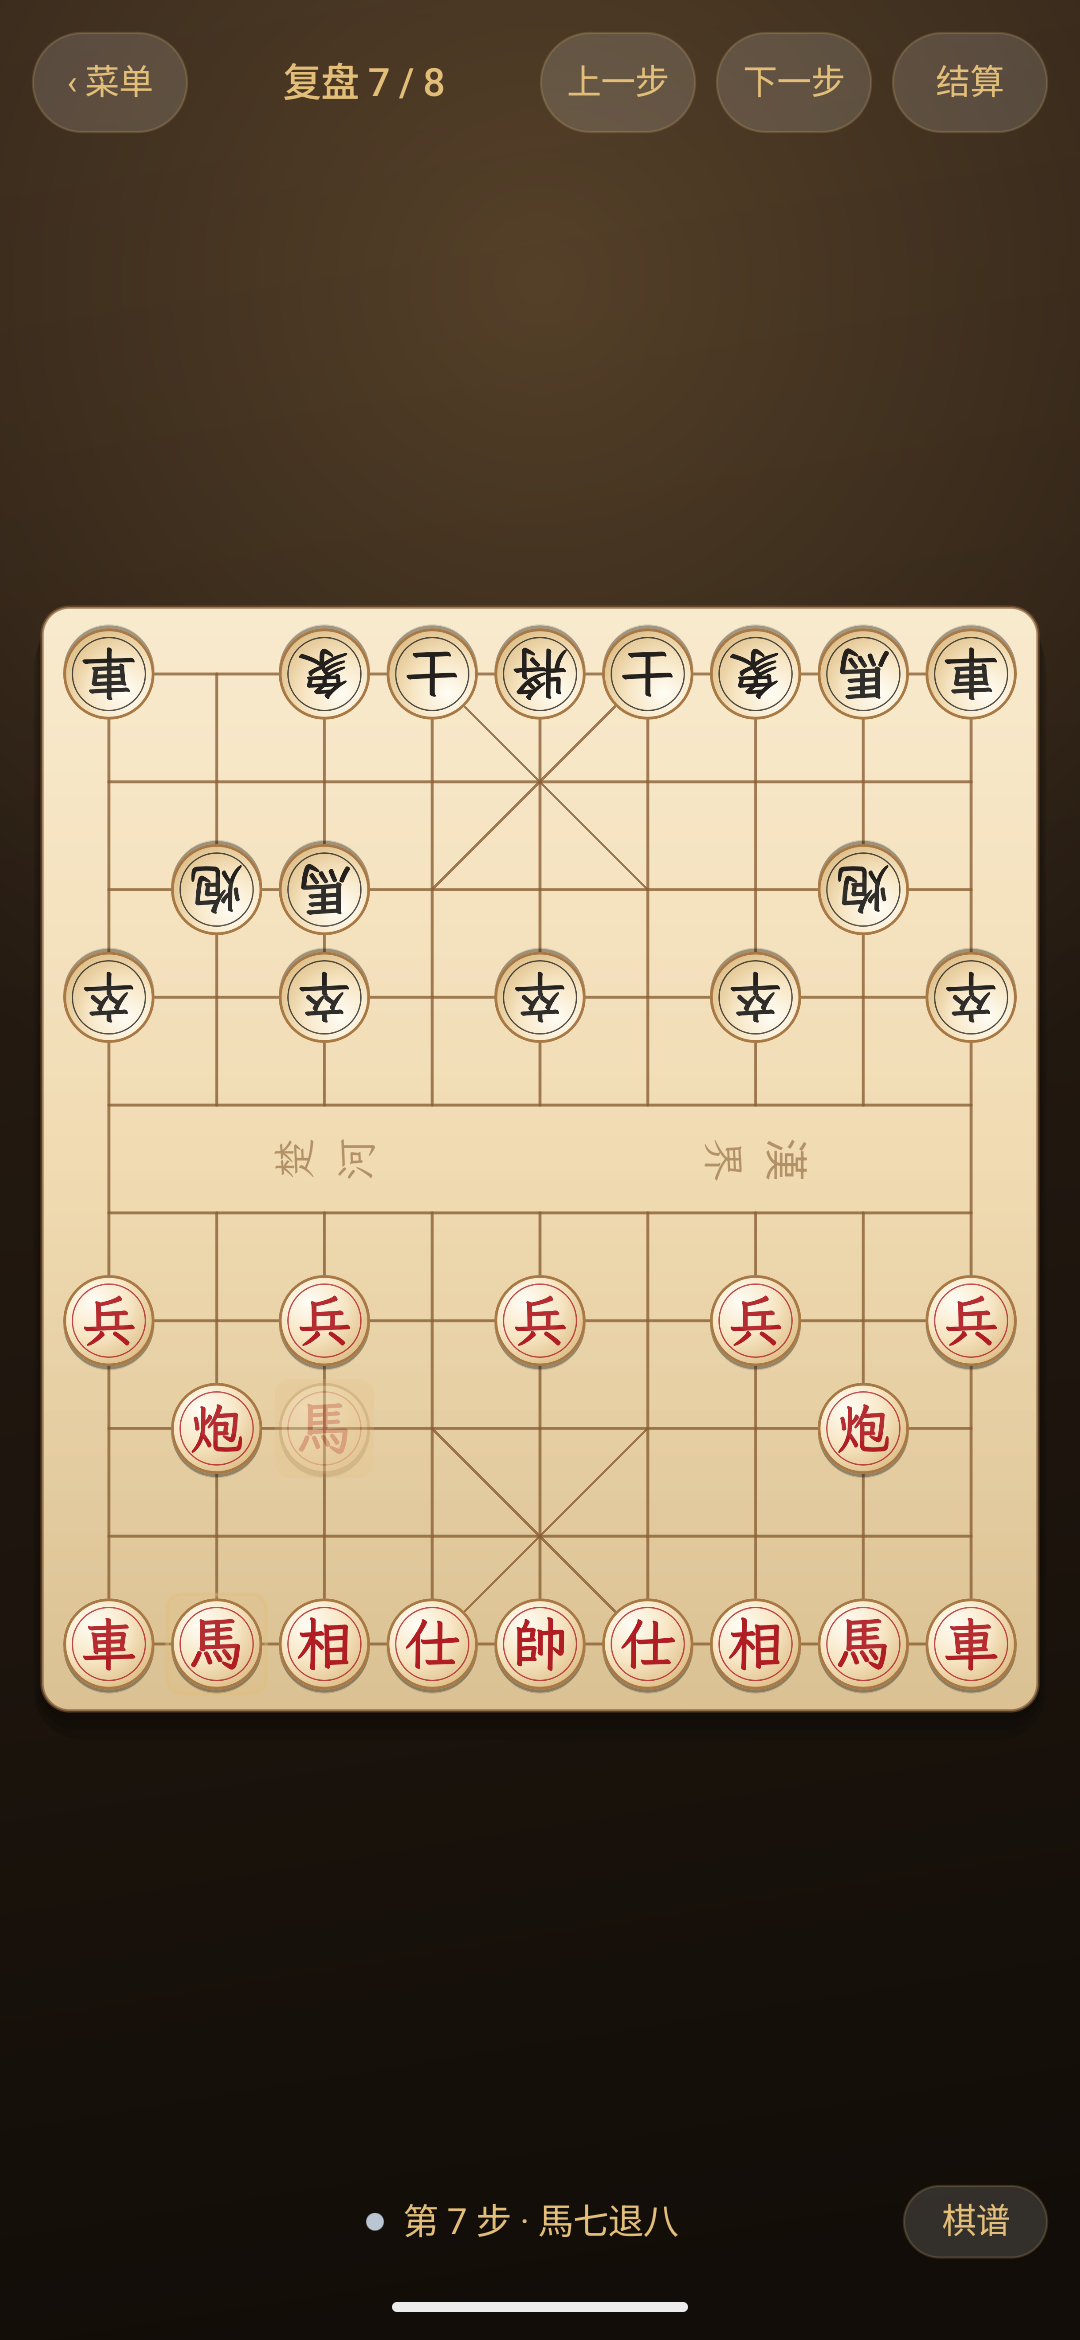 ‹ 菜单 复盘 7 / 8 上一步 下一步 结算
車 象 士 将 士 象 馬 車
炮 馬 炮
卒 卒 卒 卒 卒
楚 河 漢 界
兵 兵 兵 兵 兵
炮 馬 炮
車 馬 相 仕 帥 仕 相 馬 車
第 7 步 · 馬七退八 棋谱